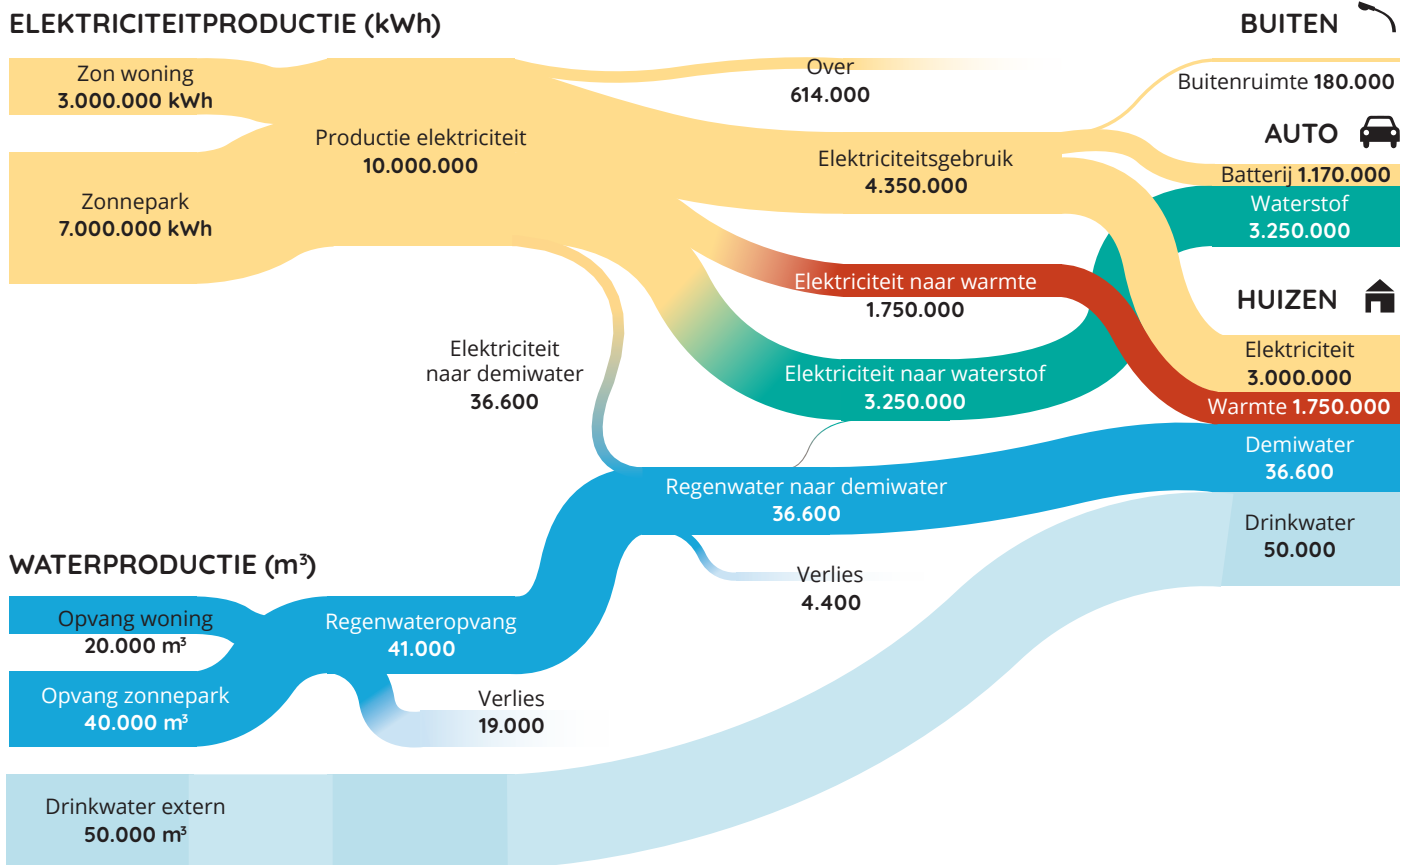 ELEKTRICITEITPRODUCTIE (kWh)
Zon woning
3.000.000 kWh
Zonnepark
7.000.000 kWh
Productie elektriciteit
10.000.000
Over
614.000
Elektriciteitsgebruik
4.350.000
Elektriciteit naar warmte
1.750.000
Elektriciteit
naar demiwater
36.600
Elektriciteit naar waterstof
3.250.000
BUITEN
Buitenruimte 180.000
AUTO
Batterij 1.170.000
Waterstof
3.250.000
HUIZEN
Elektriciteit
3.000.000
Warmte 1.750.000
Demiwater
36.600
Drinkwater
50.000
Regenwater naar demiwater
36.600
Verlies
4.400
WATERPRODUCTIE (m³)
Opvang woning
20.000 m³
Opvang zonnepark
40.000 m³
Regenwateropvang
41.000
Verlies
19.000
Drinkwater extern
50.000 m³